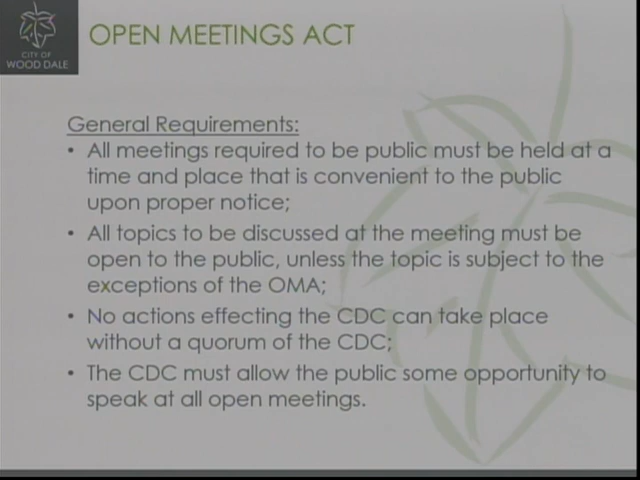 CITY OF
WOOD DALE
OPEN MEETINGS ACT
General Requirements:
• All meetings required to be public must be held at a
time and place that is convenient to the public
upon proper notice;
• All topics to be discussed at the meeting must be
open to the public, unless the topic is subject to the
exceptions of the OMA;
• No actions effecting the CDC can take place
without a quorum of the CDC;
• The CDC must allow the public some opportunity to
speak at all open meetings.